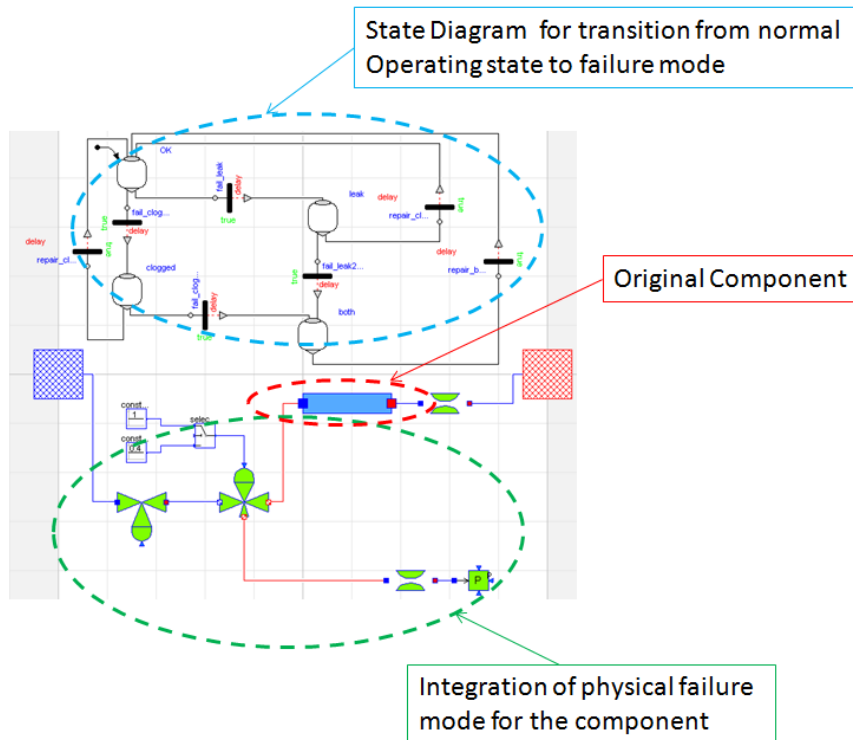 State Diagram for transition from normal
Operating state to failure mode
OK
fail_leak
delay
true
leak
delay
true
repair_cl...
true
fail_clog...
delay
delay
true
repair_cl...
clogged
fail_clog...
delay
true
fail_leak2...
delay
true
delay
true
repair_b...
both
Original Component
const
1
const
0.4
selec
P
P
Integration of physical failure
mode for the component